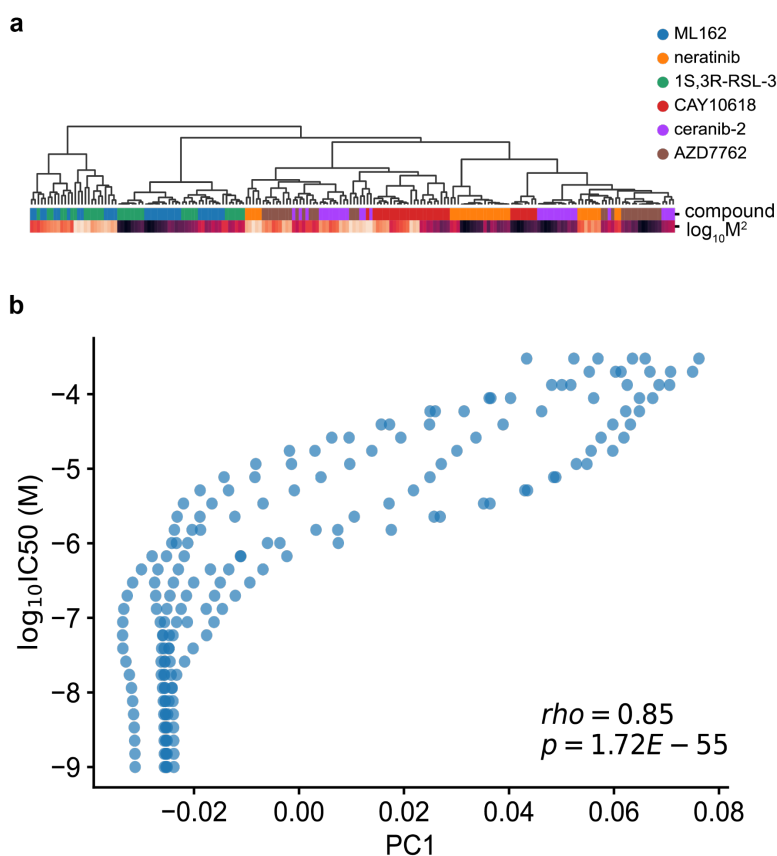 a
ML162
neratinib
1S,3R-RSL-3
CAY10618
ceranib-2
AZD7762
compound
log₁₀M²
b
log₁₀IC50 (M)
−4
−5
−6
−7
−8
−9
rho = 0.85
p = 1.72E − 55
−0.02 0.00 0.02 0.04 0.06 0.08
PC1